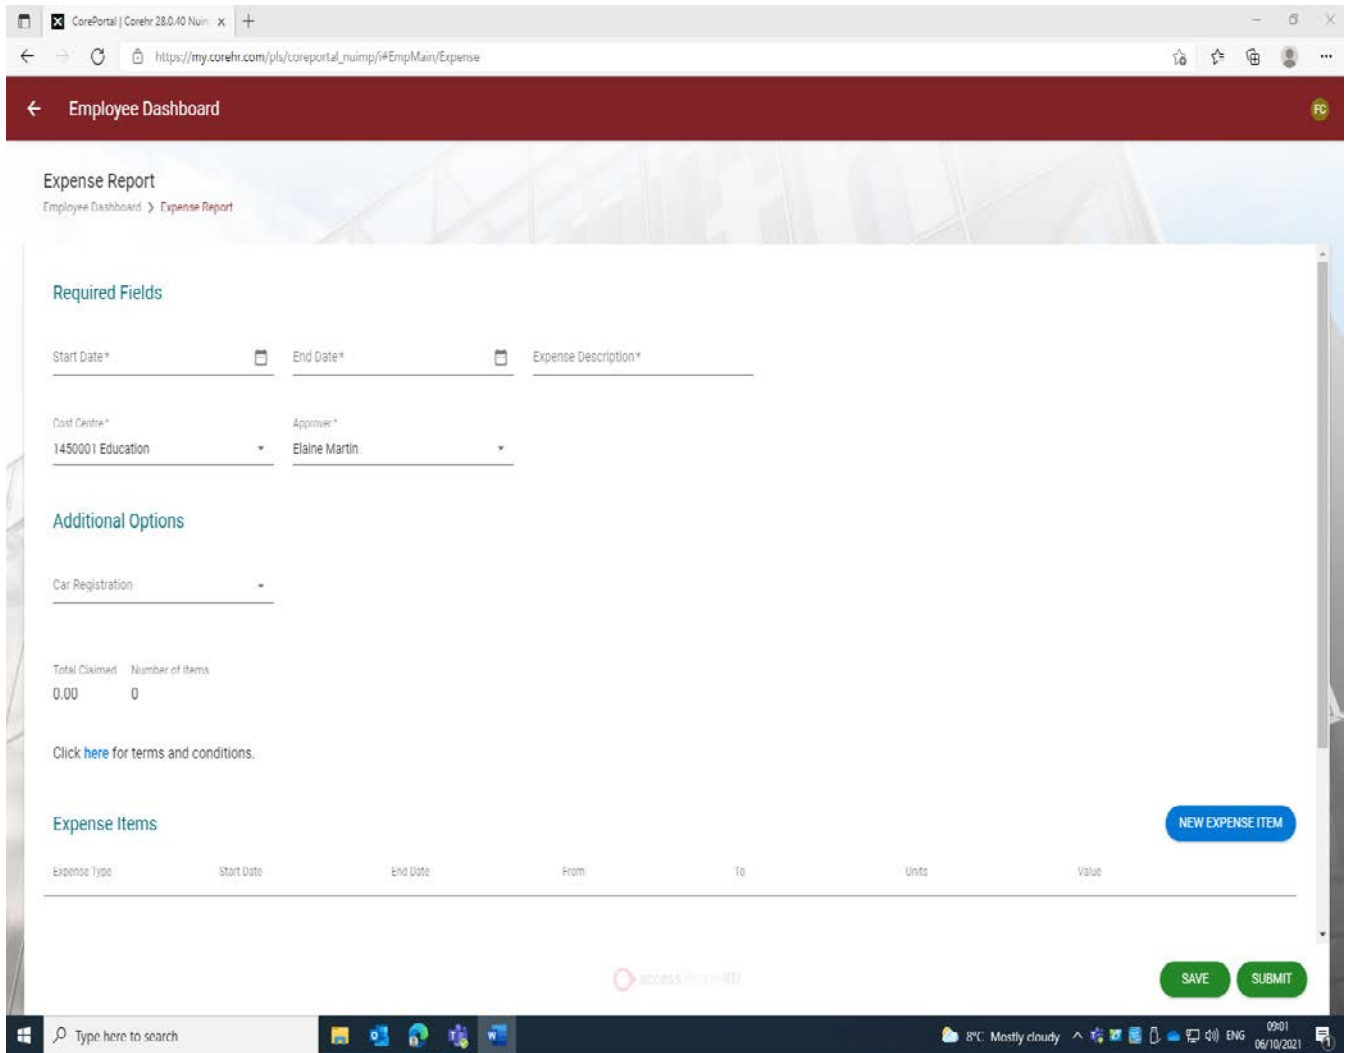 CorePortal | Corehr 28.0.40 Nuim
https://my.corehr.com/pls/coreportal_nuimp/i#EmpMain/Expense
Employee Dashboard
FC
Expense Report
Employee Dashboard > Expense Report
Required Fields
Start Date* End Date* Expense Description*
Cost Centre* Approver*
1450001 Education Elaine Martin
Additional Options
Car Registration
Total Claimed Number of Items
0.00 0
Click here for terms and conditions.
Expense Items NEW EXPENSE ITEM
Expense Type Start Date End Date From To Units Value
access PeopleXD
SAVE SUBMIT
Type here to search 8°C Mostly cloudy ENG 09:01
06/10/2021